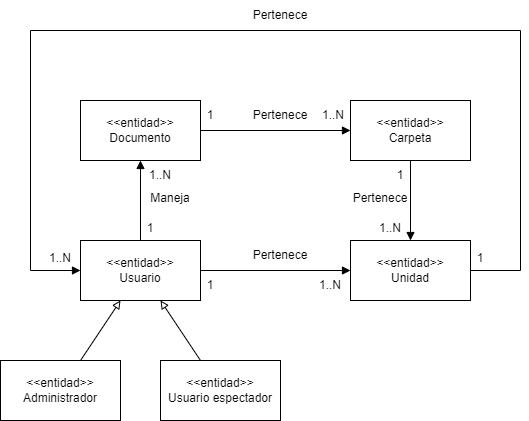 Pertenece
<<entidad>>
Documento
1
Pertenece
1..N
<<entidad>>
Carpeta
1..N
Maneja
1
1
Pertenece
1..N
1..N
<<entidad>>
Usuario
1
Pertenece
1..N
<<entidad>>
Unidad
1
<<entidad>>
Administrador
<<entidad>>
Usuario espectador